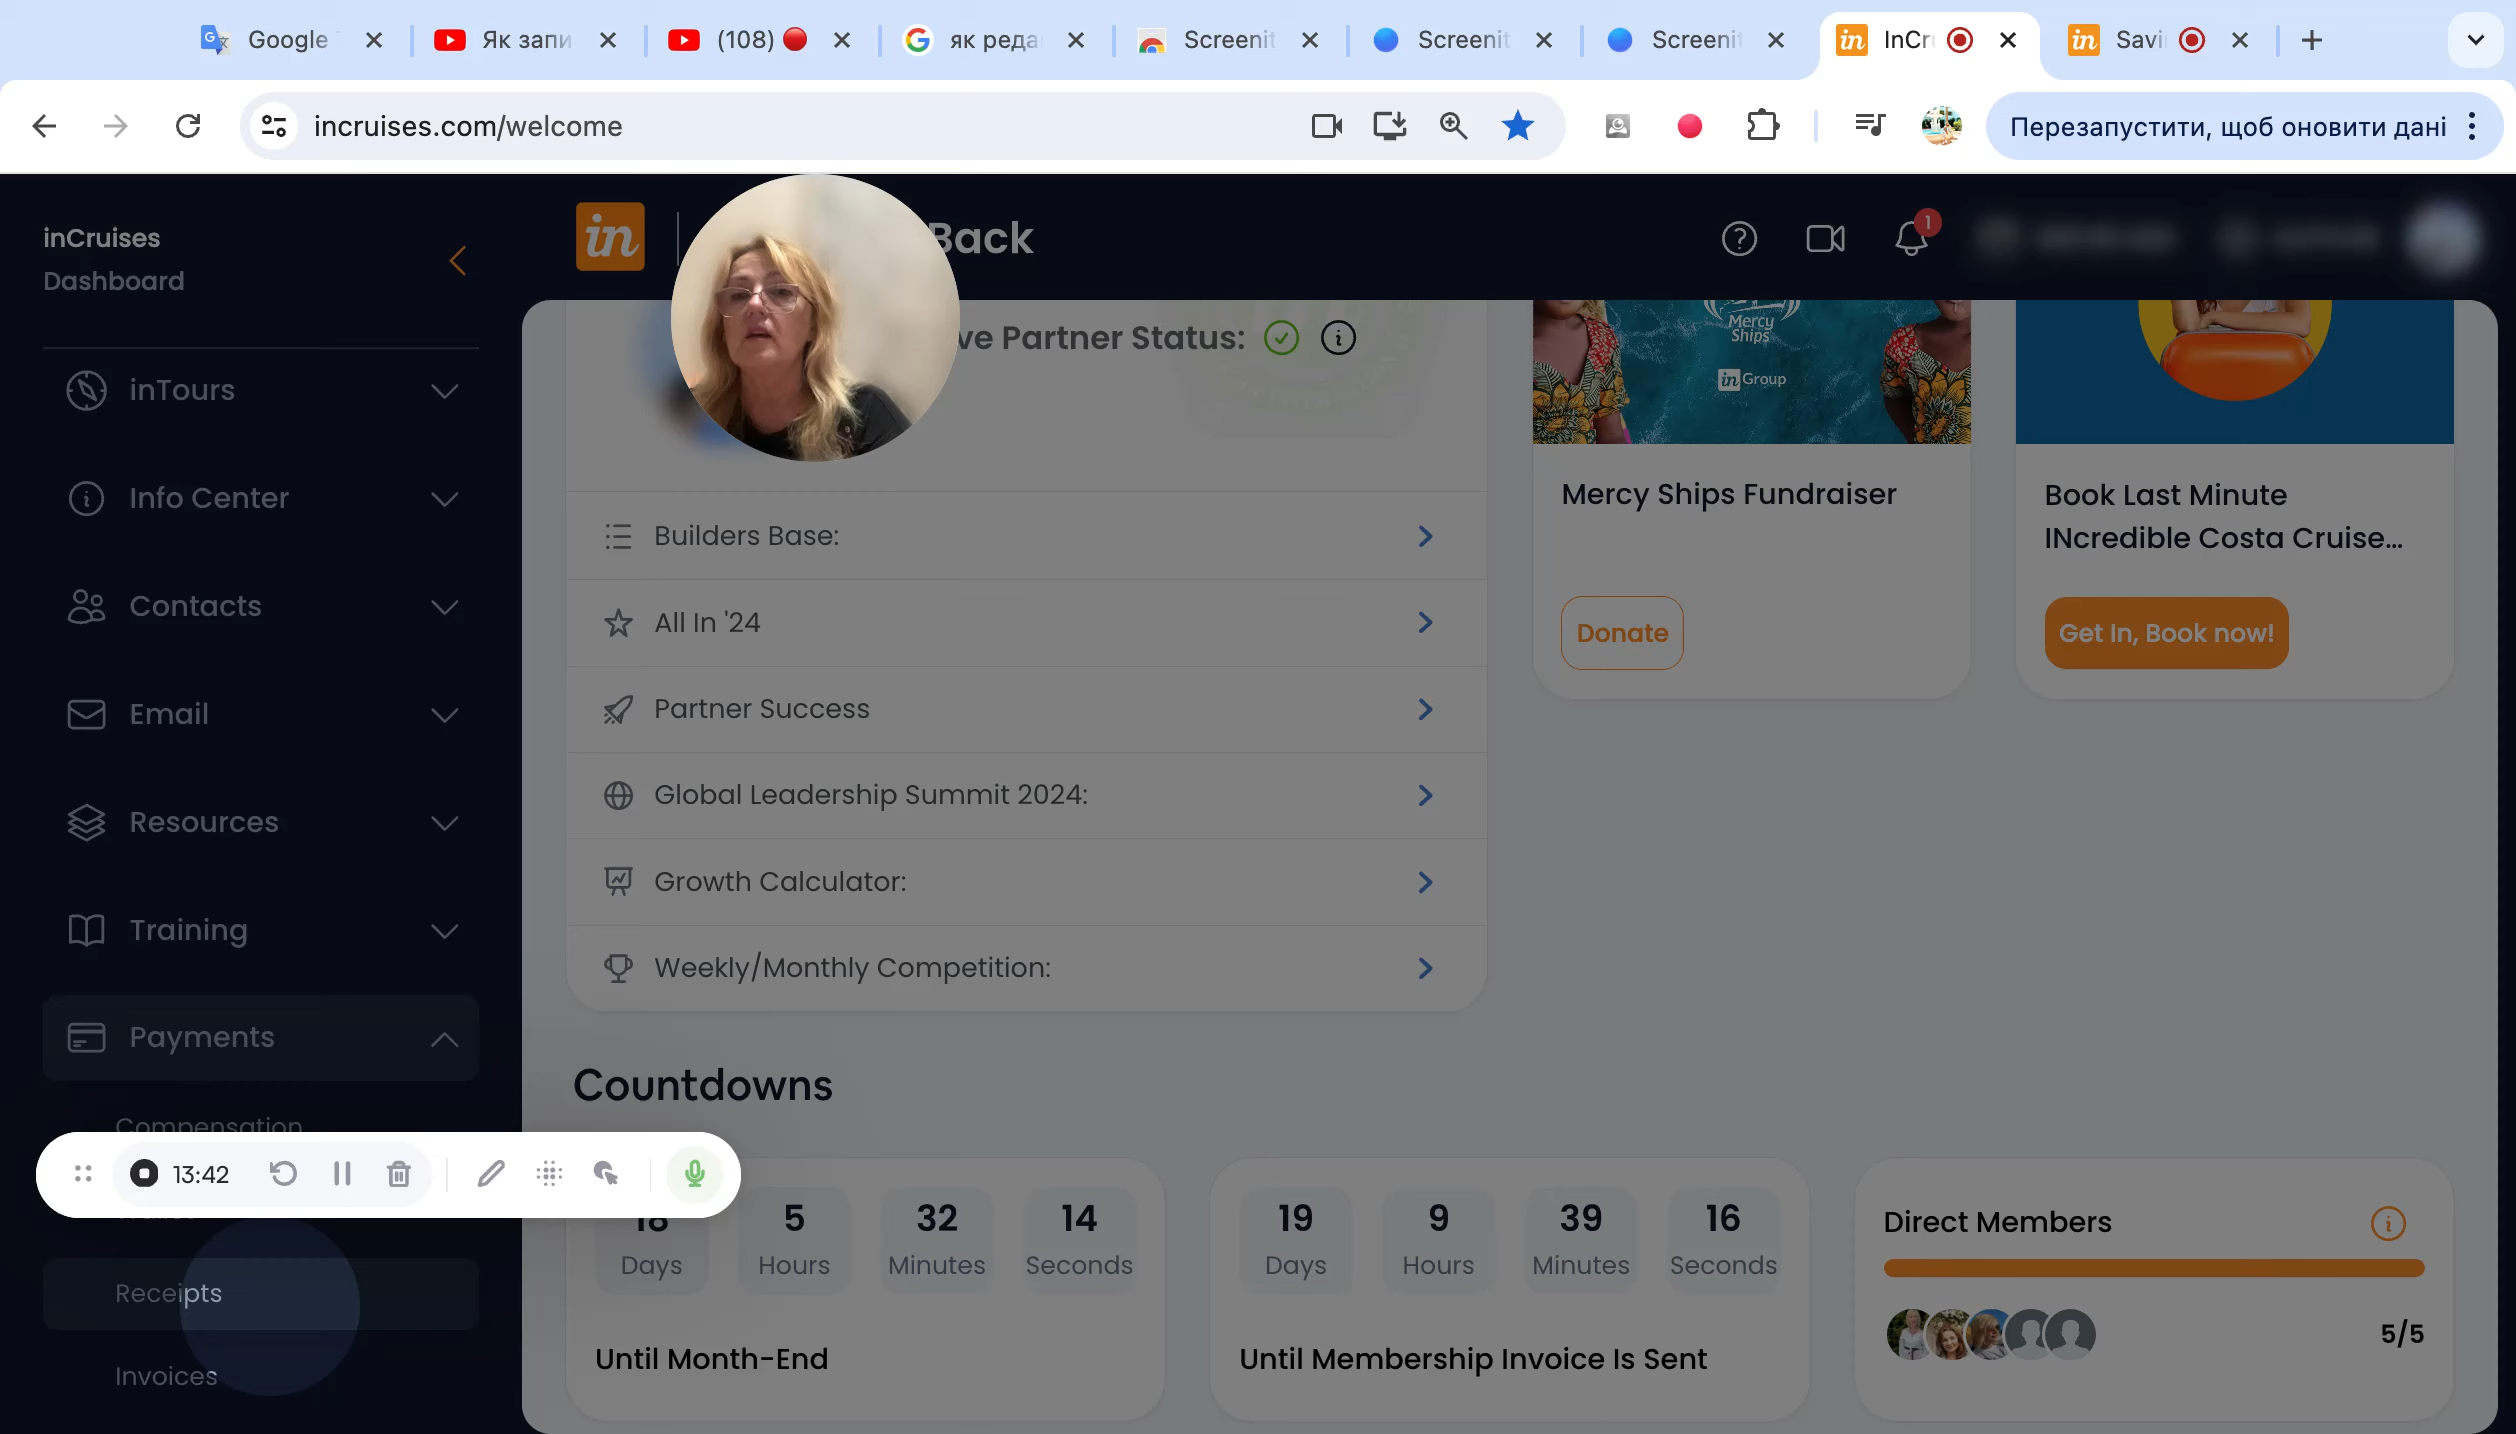 Google
Як запи
(108)
як реда
Screenit
Screenit
Screenit
InCr
Savi
incruises.com/welcome
Перезапустити, щоб оновити дані
inCruises
Dashboard
in
Back
1
inTours
Info Center
Contacts
Email
Resources
Training
Payments
Compensation
13:42
Receipts
Invoices
ve Partner Status:
Builders Base:
All In '24
Partner Success
Global Leadership Summit 2024:
Growth Calculator:
Weekly/Monthly Competition:
Mercy
Ships
in Group
Mercy Ships Fundraiser
Donate
Book Last Minute
INcredible Costa Cruise...
Get In, Book now!
Countdowns
18 5 32 14
Days Hours Minutes Seconds
Until Month-End
19 9 39 16
Days Hours Minutes Seconds
Until Membership Invoice Is Sent
Direct Members
5/5